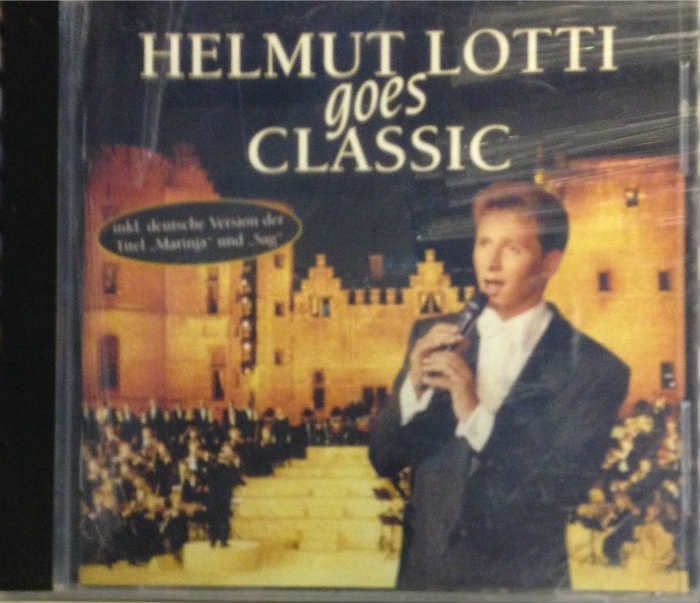 HELMUT LOTTI
goes
CLASSIC
inkl. deutsche Version der
Titel „Marinja" und „Sag"